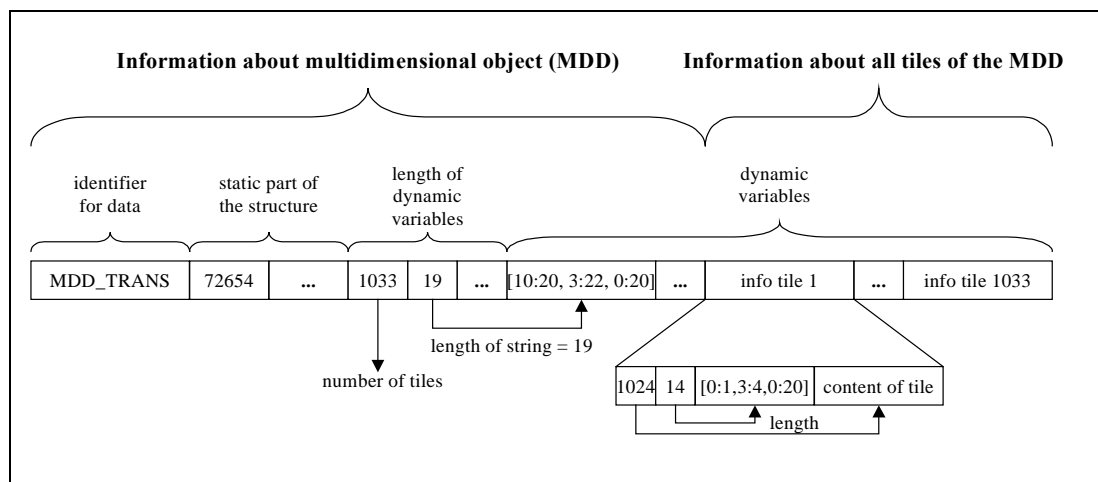 Information about multidimensional object (MDD)
Information about all tiles of the MDD
identifier
for data
static part of
the structure
length of
dynamic
variables
dynamic
variables
MDD_TRANS
72654
...
1033
19
...
[10:20, 3:22, 0:20]
...
info tile 1
...
info tile 1033
length of string = 19
number of tiles
1024
14
[0:1,3:4,0:20]
content of tile
length